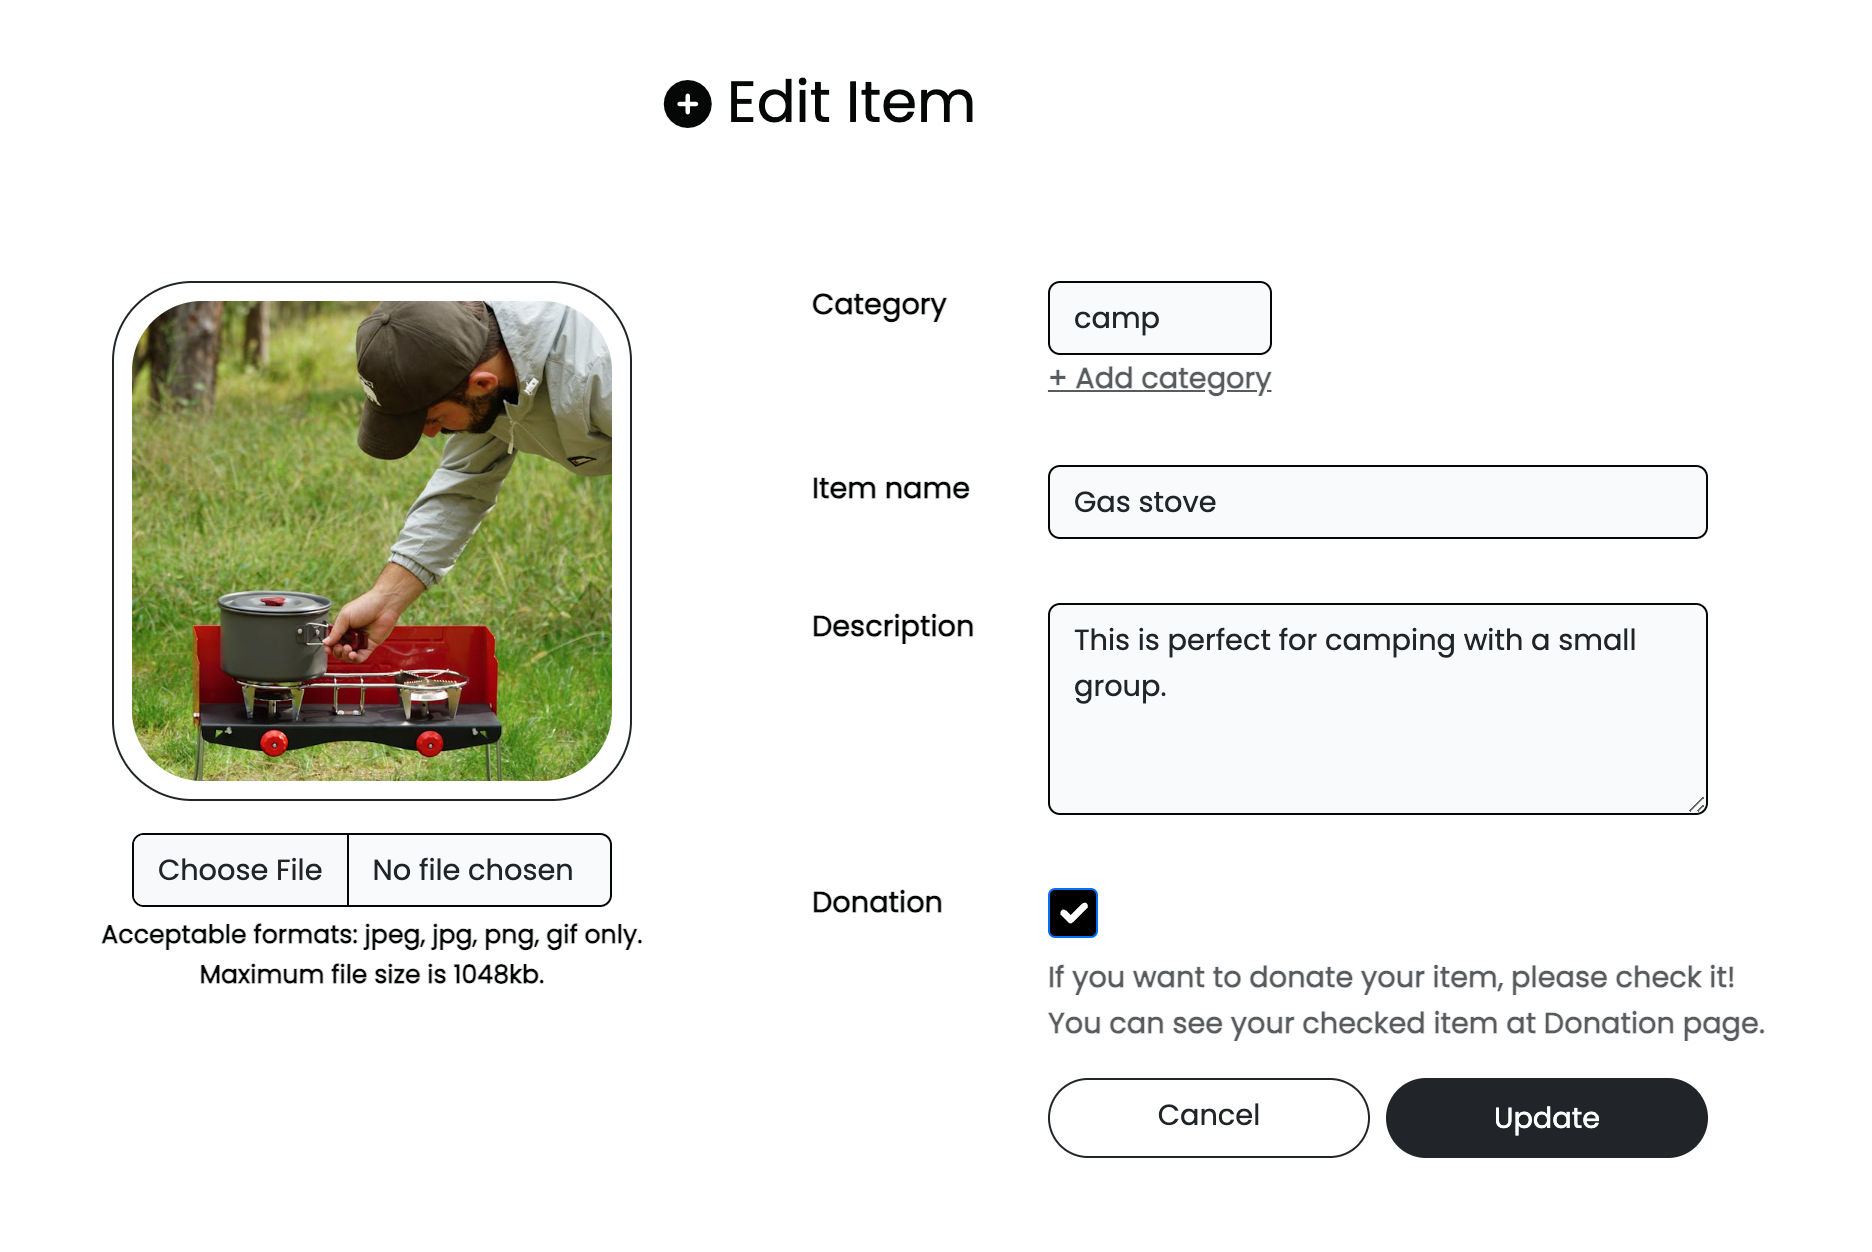 Edit Item
Category
camp
+ Add category
Item name
Gas stove
Description
This is perfect for camping with a small
group.
Choose File
No file chosen
Acceptable formats: jpeg, jpg, png, gif only.
Maximum file size is 1048kb.
Donation
If you want to donate your item, please check it!
You can see your checked item at Donation page.
Cancel
Update